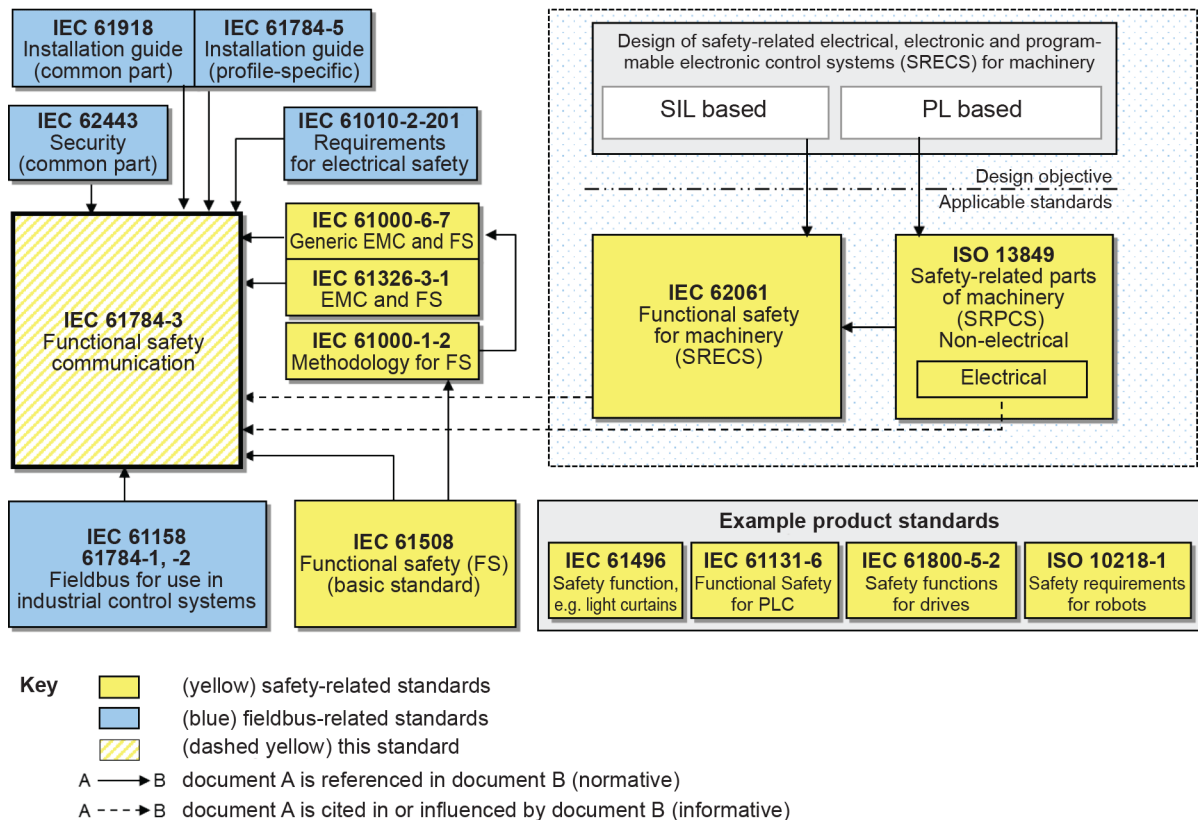 IEC 61918
Installation guide
(common part)
IEC 61784-5
Installation guide
(profile-specific)
IEC 62443
Security
(common part)
IEC 61010-2-201
Requirements
for electrical safety
IEC 61000-6-7
Generic EMC and FS
IEC 61326-3-1
EMC and FS
IEC 61000-1-2
Methodology for FS
IEC 61784-3
Functional safety
communication
IEC 61158
61784-1, -2
Fieldbus for use in
industrial control systems
IEC 61508
Functional safety (FS)
(basic standard)
Design of safety-related electrical, electronic and program-
mable electronic control systems (SRECS) for machinery
SIL based
PL based
Design objective
Applicable standards
IEC 62061
Functional safety
for machinery
(SRECS)
ISO 13849
Safety-related parts
of machinery
(SRPCS)
Non-electrical
Electrical
Example product standards
IEC 61496
Safety function,
e.g. light curtains
IEC 61131-6
Functional Safety
for PLC
IEC 61800-5-2
Safety functions
for drives
ISO 10218-1
Safety requirements
for robots
Key
(yellow) safety-related standards
(blue) fieldbus-related standards
(dashed yellow) this standard
A B document A is referenced in document B (normative)
A B document A is cited in or influenced by document B (informative)